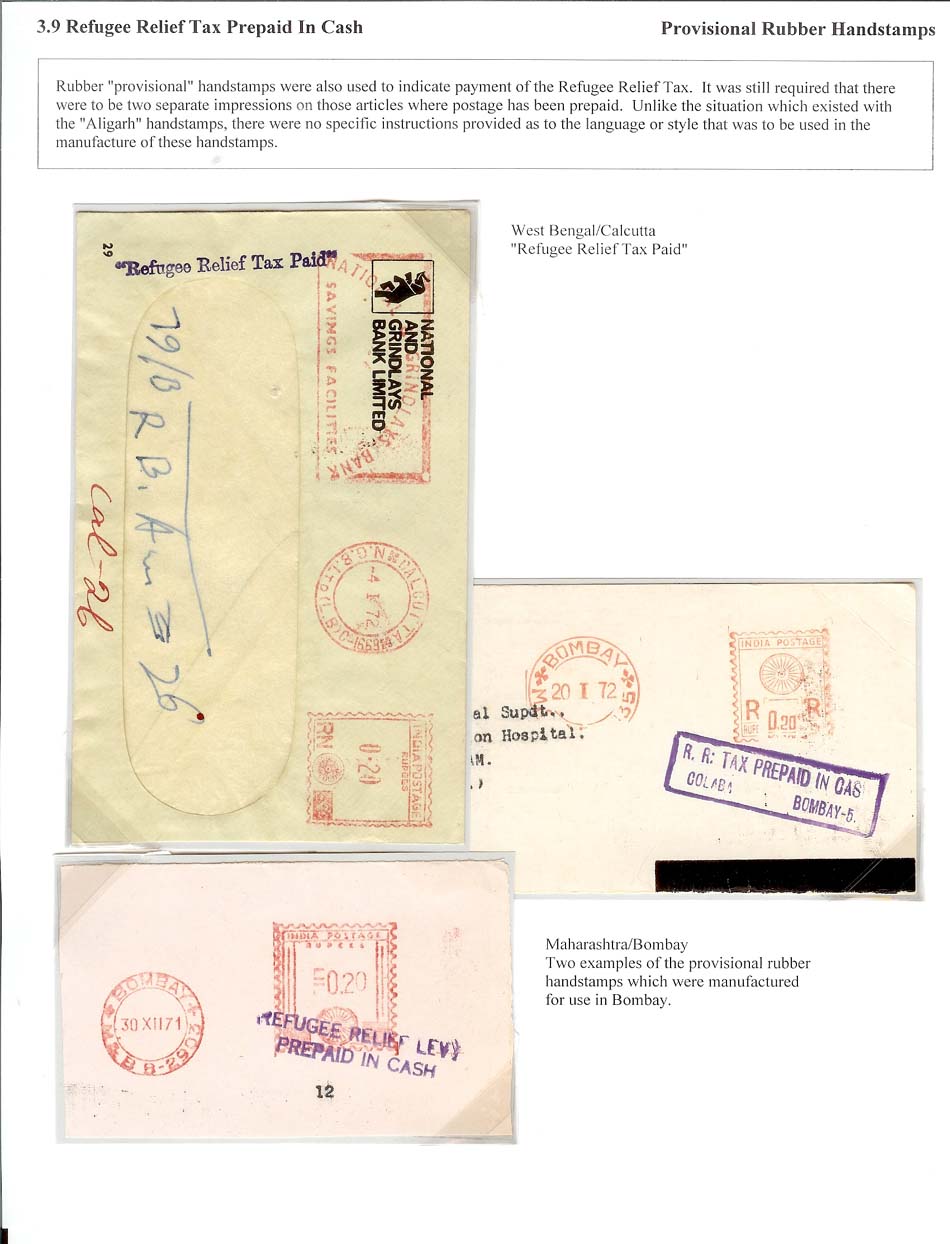 3.9 Refugee Relief Tax Prepaid In Cash
Provisional Rubber Handstamps
Rubber "provisional" handstamps were also used to indicate payment of the Refugee Relief Tax. It was still required that there
were to be two separate impressions on those articles where postage has been prepaid. Unlike the situation which existed with
the "Aligarh" handstamps, there were no specific instructions provided as to the language or style that was to be used in the
manufacture of these handstamps.
West Bengal/Calcutta
"Refugee Relief Tax Paid"
29
"Refugee Relief Tax Paid"
NATIONAL
AND
GRINDLAYS
BANK LIMITED
NATIONAL & GRINDLAYS BANK
SAVINGS FACILITIES
79/B R B. Ave 26
Cal-26
CALCUTTA
N.G.B.LTD
4 I 72
INDIA POSTAGE
RUPEES
0.20
RN
BOMBAY
20 I 72
M 355
INDIA POSTAGE
R 0.20 R
al Supdt..
on Hospital.
AM.
.)
R. R: TAX PREPAID IN CAS
COLABA
BOMBAY-5.
Maharashtra/Bombay
Two examples of the provisional rubber
handstamps which were manufactured
for use in Bombay.
BOMBAY
30 XII 71
INDIA POSTAGE
RUPEES
0.20
REFUGEE RELIEF LEVY
PREPAID IN CASH
12